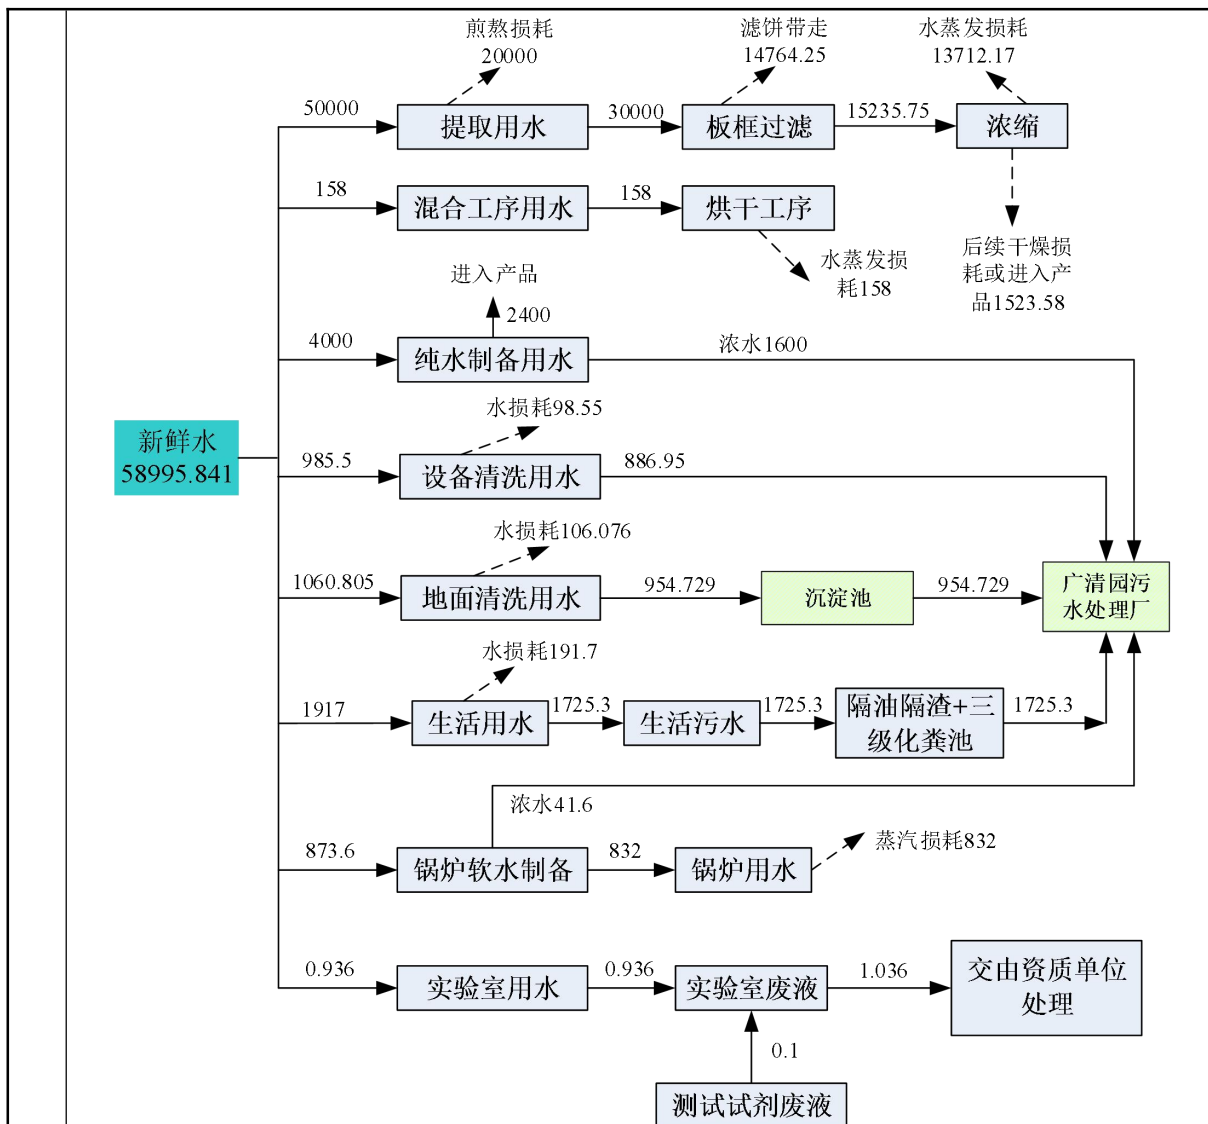 煎熬损耗
20000
滤饼带走
14764.25
水蒸发损耗
13712.17
50000
提取用水
30000
板框过滤
15235.75
浓缩
158
混合工序用水
158
烘干工序
水蒸发损
耗158
后续干燥损
耗或进入产
品1523.58
进入产品
2400
4000
纯水制备用水
浓水1600
新鲜水
58995.841
水损耗98.55
985.5
设备清洗用水
886.95
水损耗106.076
1060.805
地面清洗用水
954.729
沉淀池
954.729
广清园污
水处理厂
水损耗191.7
1917
生活用水
1725.3
生活污水
1725.3
隔油隔渣+三
级化粪池
1725.3
浓水41.6
873.6
锅炉软水制备
832
锅炉用水
蒸汽损耗832
0.936
实验室用水
0.936
实验室废液
1.036
交由资质单位
处理
0.1
测试试剂废液